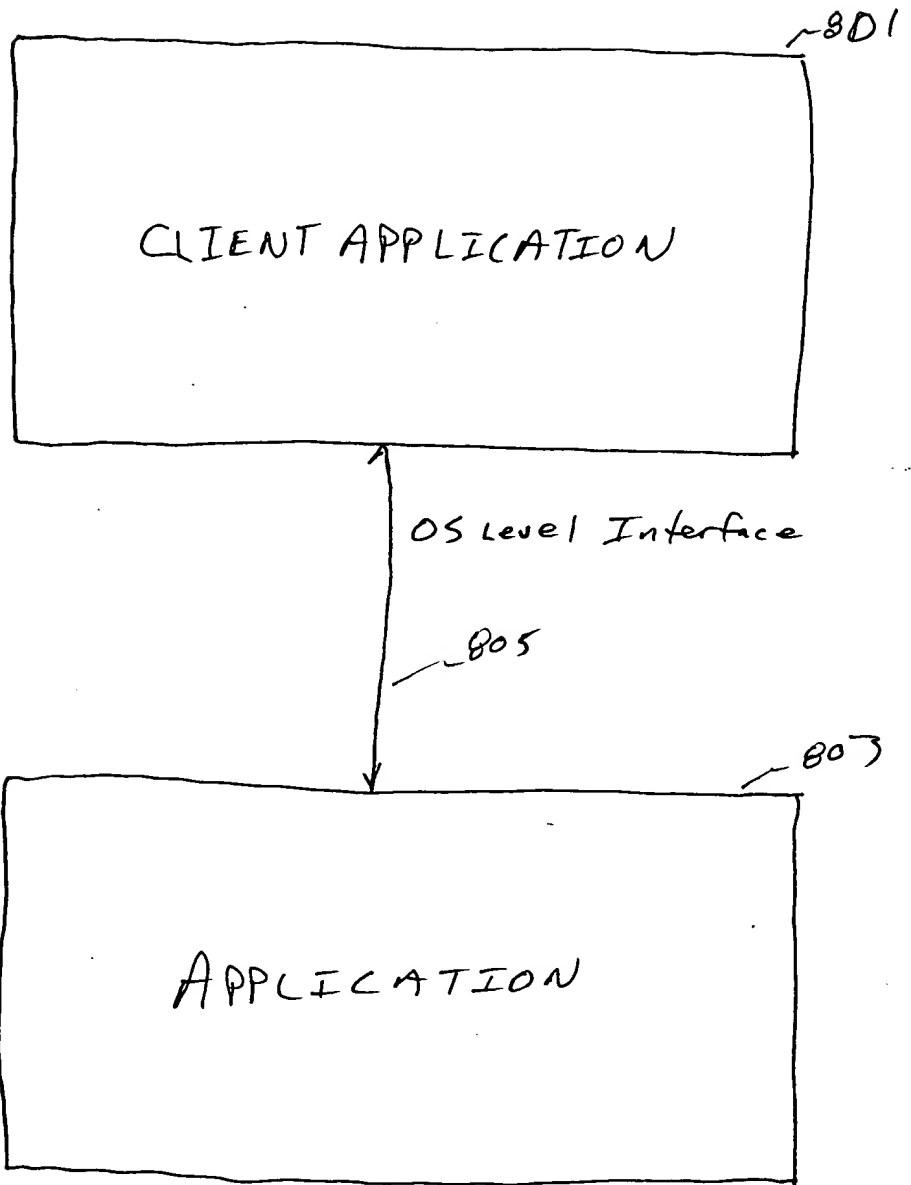 801
CLIENT APPLICATION
OS Level Interface
805
803
APPLICATION